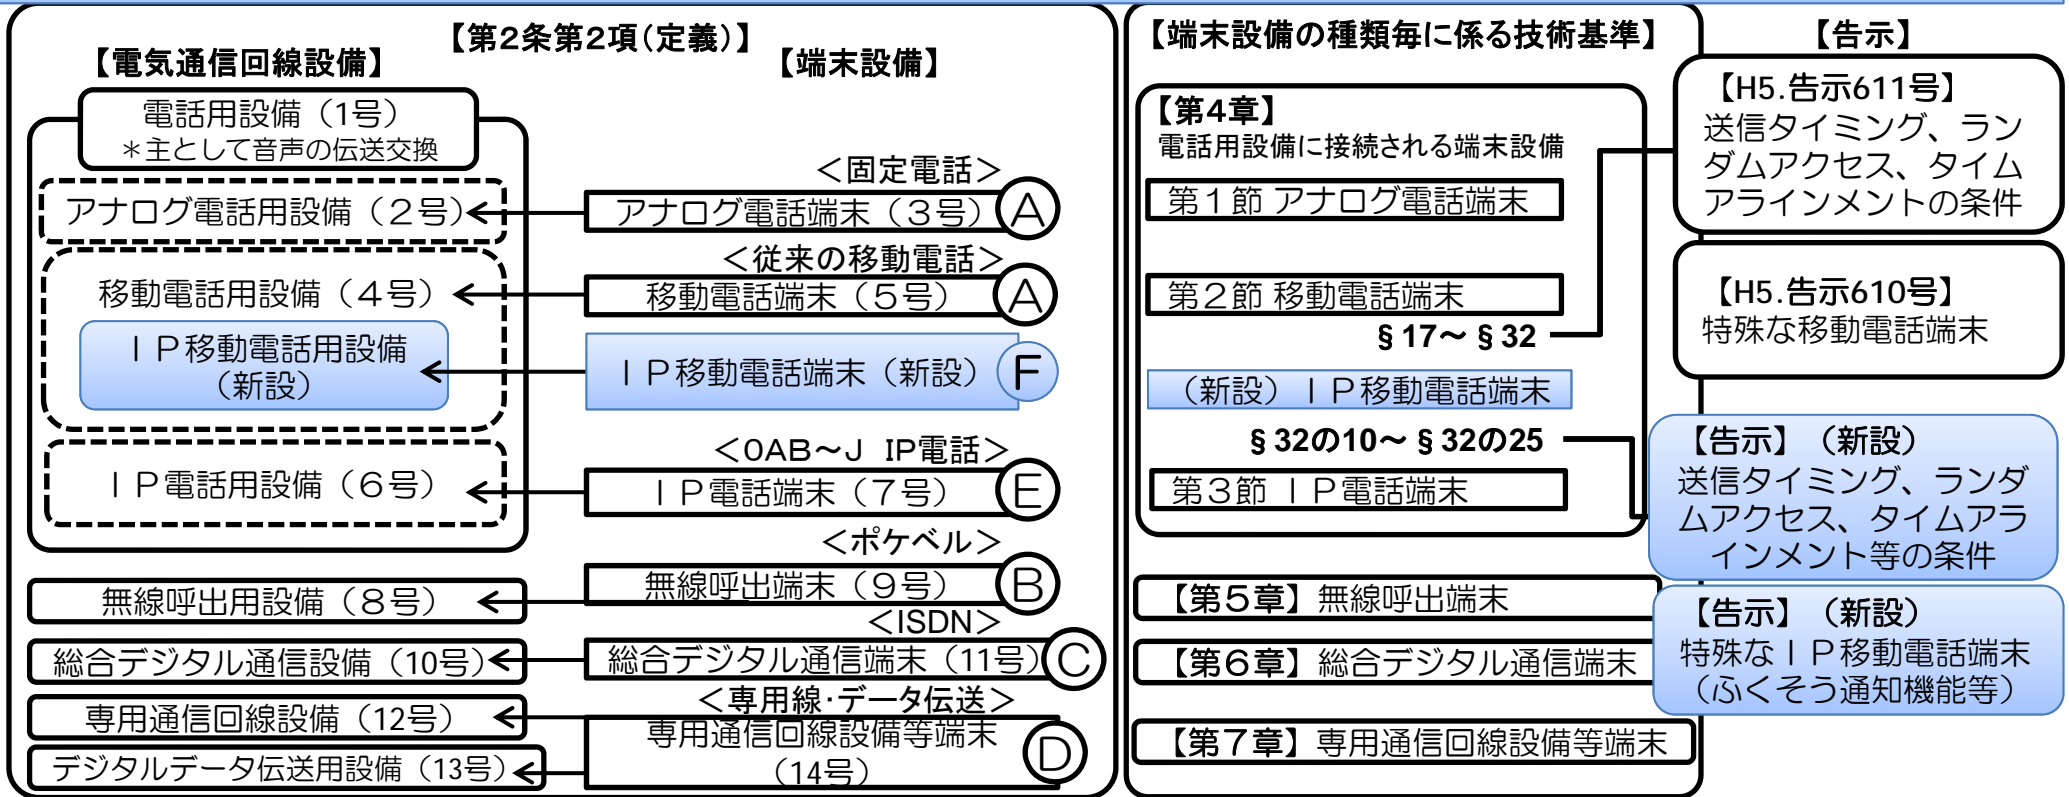 【第2条第2項(定義)】
【電気通信回線設備】
【端末設備】
電話用設備（1号）
＊主として音声の伝送交換
＜固定電話＞
アナログ電話用設備（２号）
アナログ電話端末（３号）
A
＜従来の移動電話＞
移動電話用設備（４号）
移動電話端末（５号）
A
ＩＰ移動電話用設備
（新設）
ＩＰ移動電話端末（新設）
F
＜0AB～J IP電話＞
ＩＰ電話用設備（６号）
ＩＰ電話端末（７号）
E
＜ポケベル＞
無線呼出用設備（８号）
無線呼出端末（９号）
B
＜ISDN＞
総合デジタル通信設備（10号）
総合デジタル通信端末（11号）
C
＜専用線・データ伝送＞
専用通信回線設備（12号）
デジタルデータ伝送用設備（13号）
専用通信回線設備等端末
（14号）
D
【端末設備の種類毎に係る技術基準】
【第4章】
電話用設備に接続される端末設備
第１節 アナログ電話端末
第２節 移動電話端末
§17～§32
（新設）ＩＰ移動電話端末
§32の10～§32の25
第３節 ＩＰ電話端末
【第５章】無線呼出端末
【第６章】総合デジタル通信端末
【第７章】専用通信回線設備等端末
【告示】
【H5.告示611号】
送信タイミング、ラン
ダムアクセス、タイム
アラインメントの条件
【H5.告示610号】
特殊な移動電話端末
【告示】（新設）
送信タイミング、ランダ
ムアクセス、タイムアラ
インメント等の条件
【告示】（新設）
特殊なＩＰ移動電話端末
（ふくそう通知機能等）